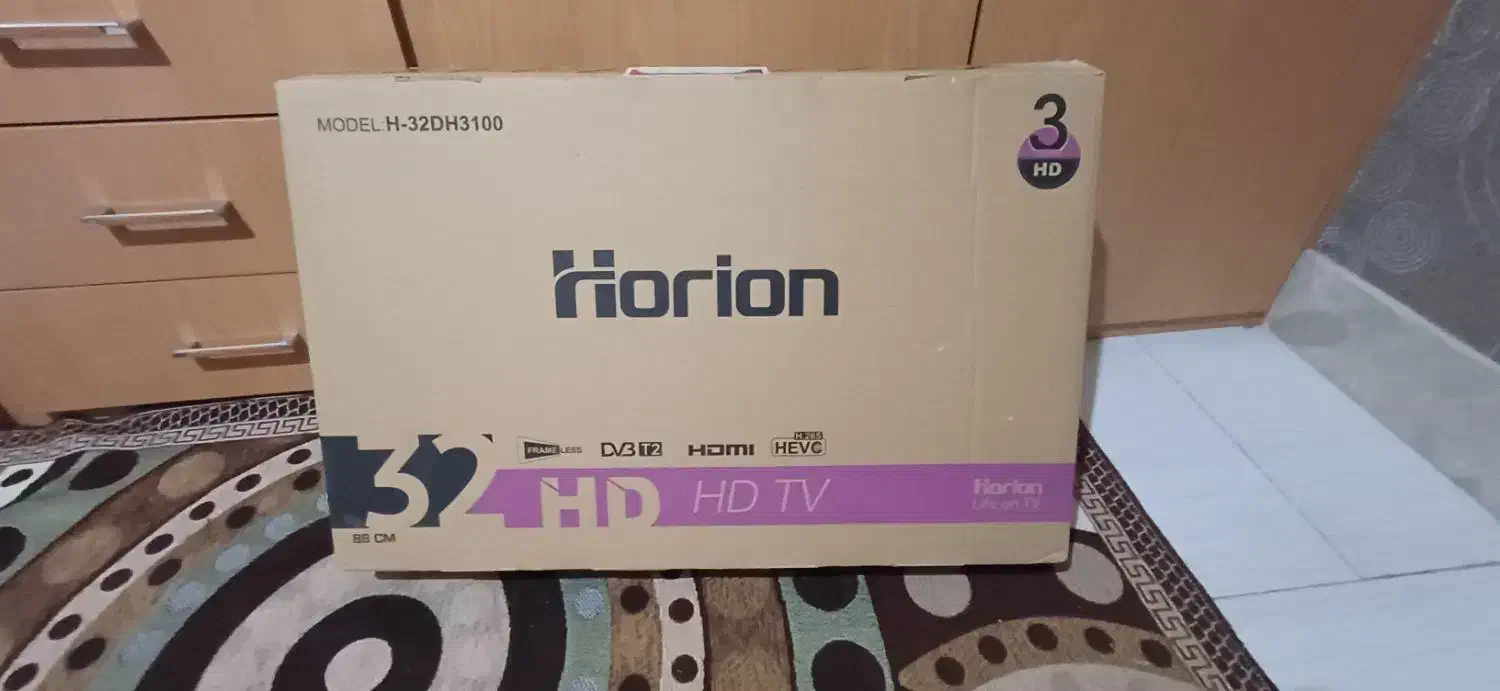 MODEL:H-32DH3100
3
HD
Horion
FRAMELESS DVB T2 HDMI H.265 HEVC
32 HD HD TV Horion
Life on TV
88 CM